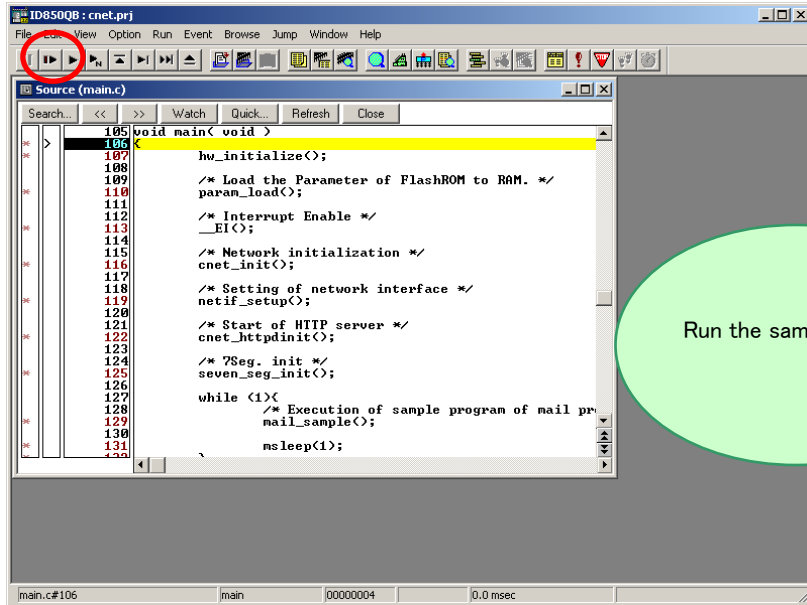 ID850QB : cnet.prj
File Edit View Option Run Event Browse Jump Window Help
Source (main.c)
Search... << >> Watch Quick... Refresh Close
105 void main( void )
* > 106 {
* 107 hw_initialize();
108
109 /* Load the Parameter of FlashROM to RAM. */
* 110 param_load();
111
112 /* Interrupt Enable */
* 113 __EI();
114
115 /* Network initialization */
* 116 cnet_init();
117
118 /* Setting of network interface */
* 119 netif_setup();
120
121 /* Start of HTTP server */
* 122 cnet_httpdinit();
123
124 /* 7Seg. init */
* 125 seven_seg_init();
126
127 while (1){
128 /* Execution of sample program of mail pr
* 129 mail_sample();
130
* 131 msleep(1);
Run the sam
main.c#106 main 00000004 0.0 msec